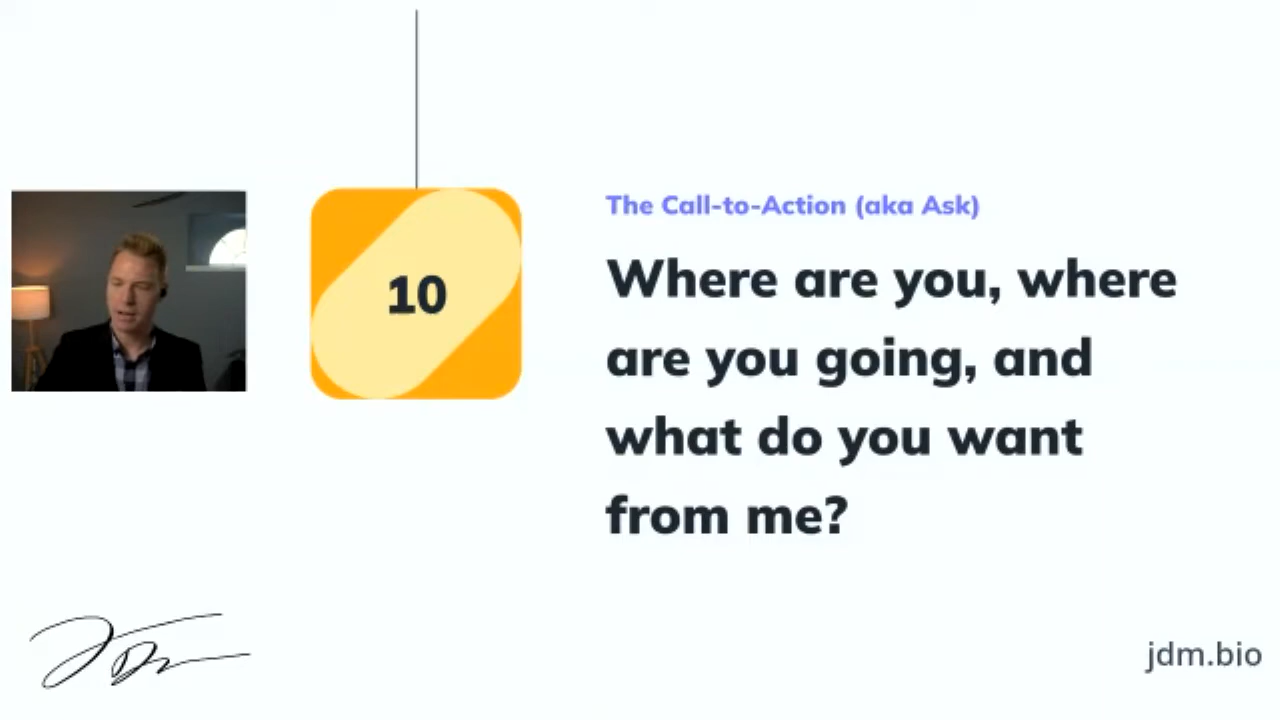 10
The Call-to-Action (aka Ask)
Where are you, where
are you going, and
what do you want
from me?
jdm.bio